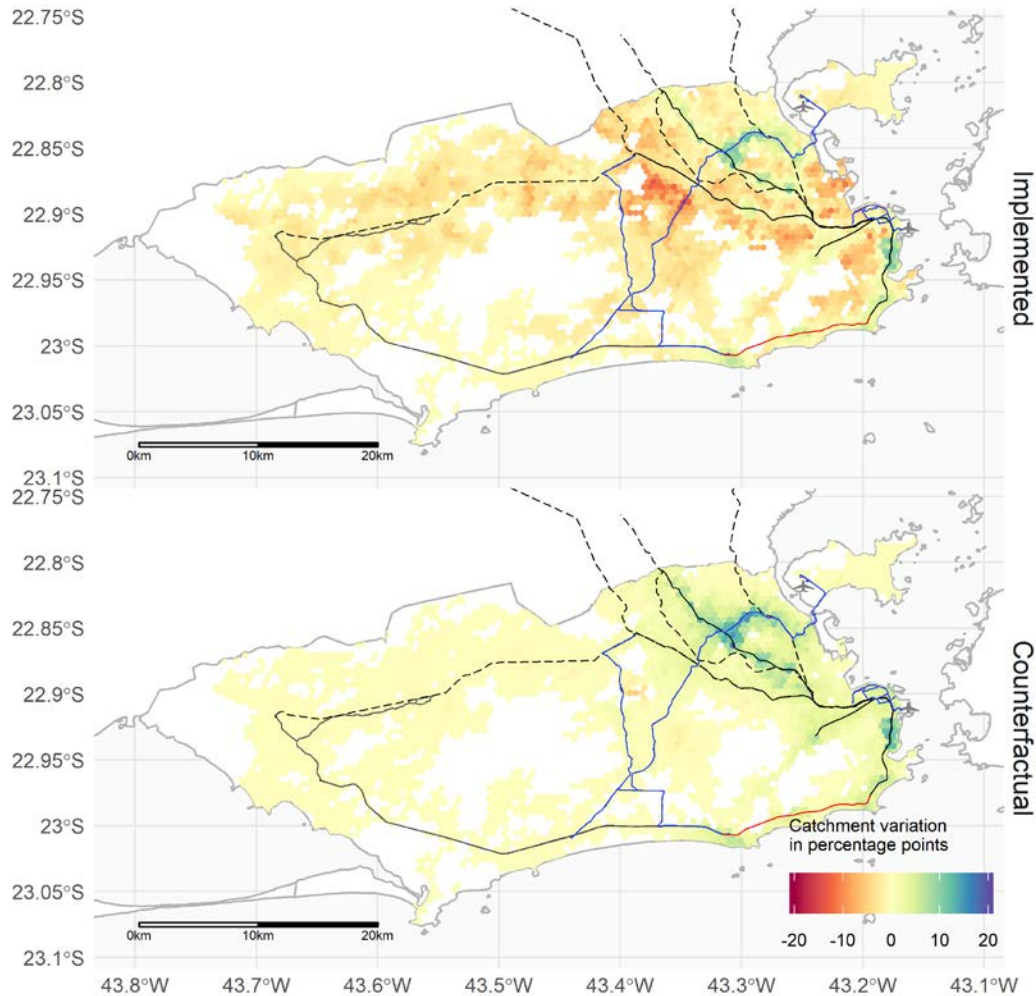 22.75°S
22.8°S
22.85°S
22.9°S
22.95°S
23°S
23.05°S
23.1°S
0km 10km 20km
Implemented
22.75°S
22.8°S
22.85°S
22.9°S
22.95°S
23°S
23.05°S
23.1°S
0km 10km 20km
Counterfactual
Catchment variation
in percentage points
-20 -10 0 10 20
43.8°W 43.7°W 43.6°W 43.5°W 43.4°W 43.3°W 43.2°W 43.1°W